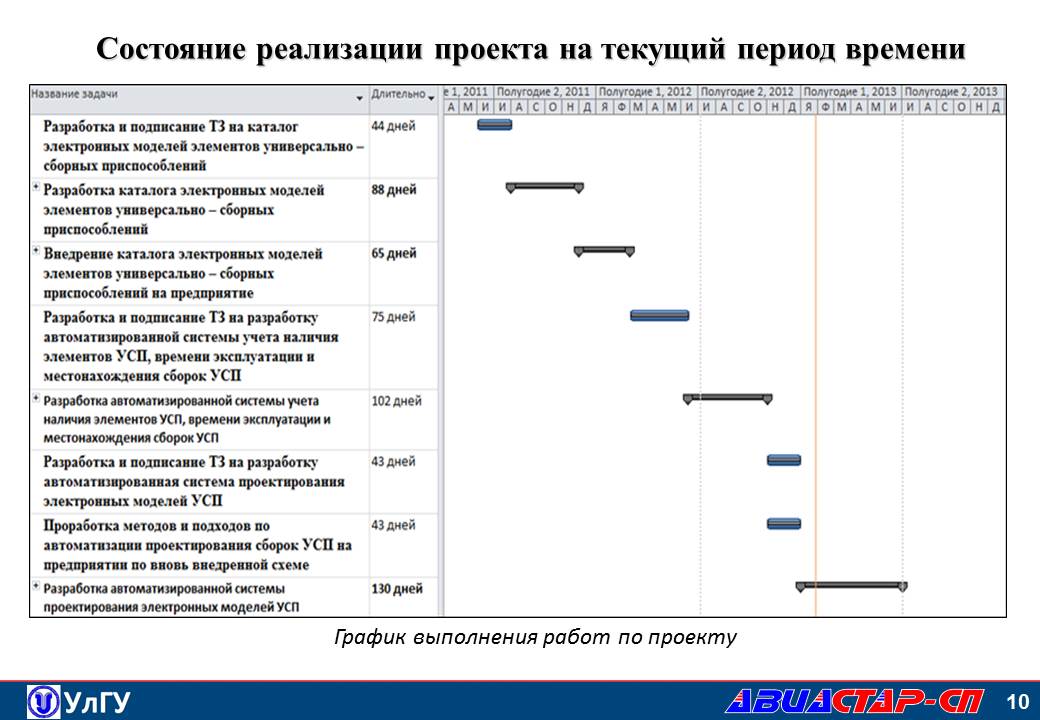 Состояние реализации проекта на текущий период времени
Название задачи
Длительно
е 1, 2011
Полугодие 2, 2011
Полугодие 1, 2012
Полугодие 2, 2012
Полугодие 1, 2013
Полугодие 2, 2013
А М И И А С О Н Д Я Ф М А М И И А С О Н Д Я Ф М А М И И А С О Н Д
Разработка и подписание ТЗ на каталог
электронных моделей элементов универсально –
сборных приспособлений
44 дней
Разработка каталога электронных моделей
элементов универсально – сборных
приспособлений
88 дней
Внедрение каталога электронных моделей
элементов универсально – сборных
приспособлений на предприятие
65 дней
Разработка и подписание ТЗ на разработку
автоматизированной системы учета наличия
элементов УСП, времени эксплуатации и
местонахождения сборок УСП
75 дней
Разработка автоматизированной системы учета
наличия элементов УСП, времени эксплуатации и
местонахождения сборок УСП
102 дней
Разработка и подписание ТЗ на разработку
автоматизированная система проектирования
электронных моделей УСП
43 дней
Проработка методов и подходов по
автоматизации проектирования сборок УСП на
предприятии по вновь внедренной схеме
43 дней
Разработка автоматизированной системы
проектирования электронных моделей УСП
130 дней
График выполнения работ по проекту
УлГУ
АВИАСТАР-СП
10